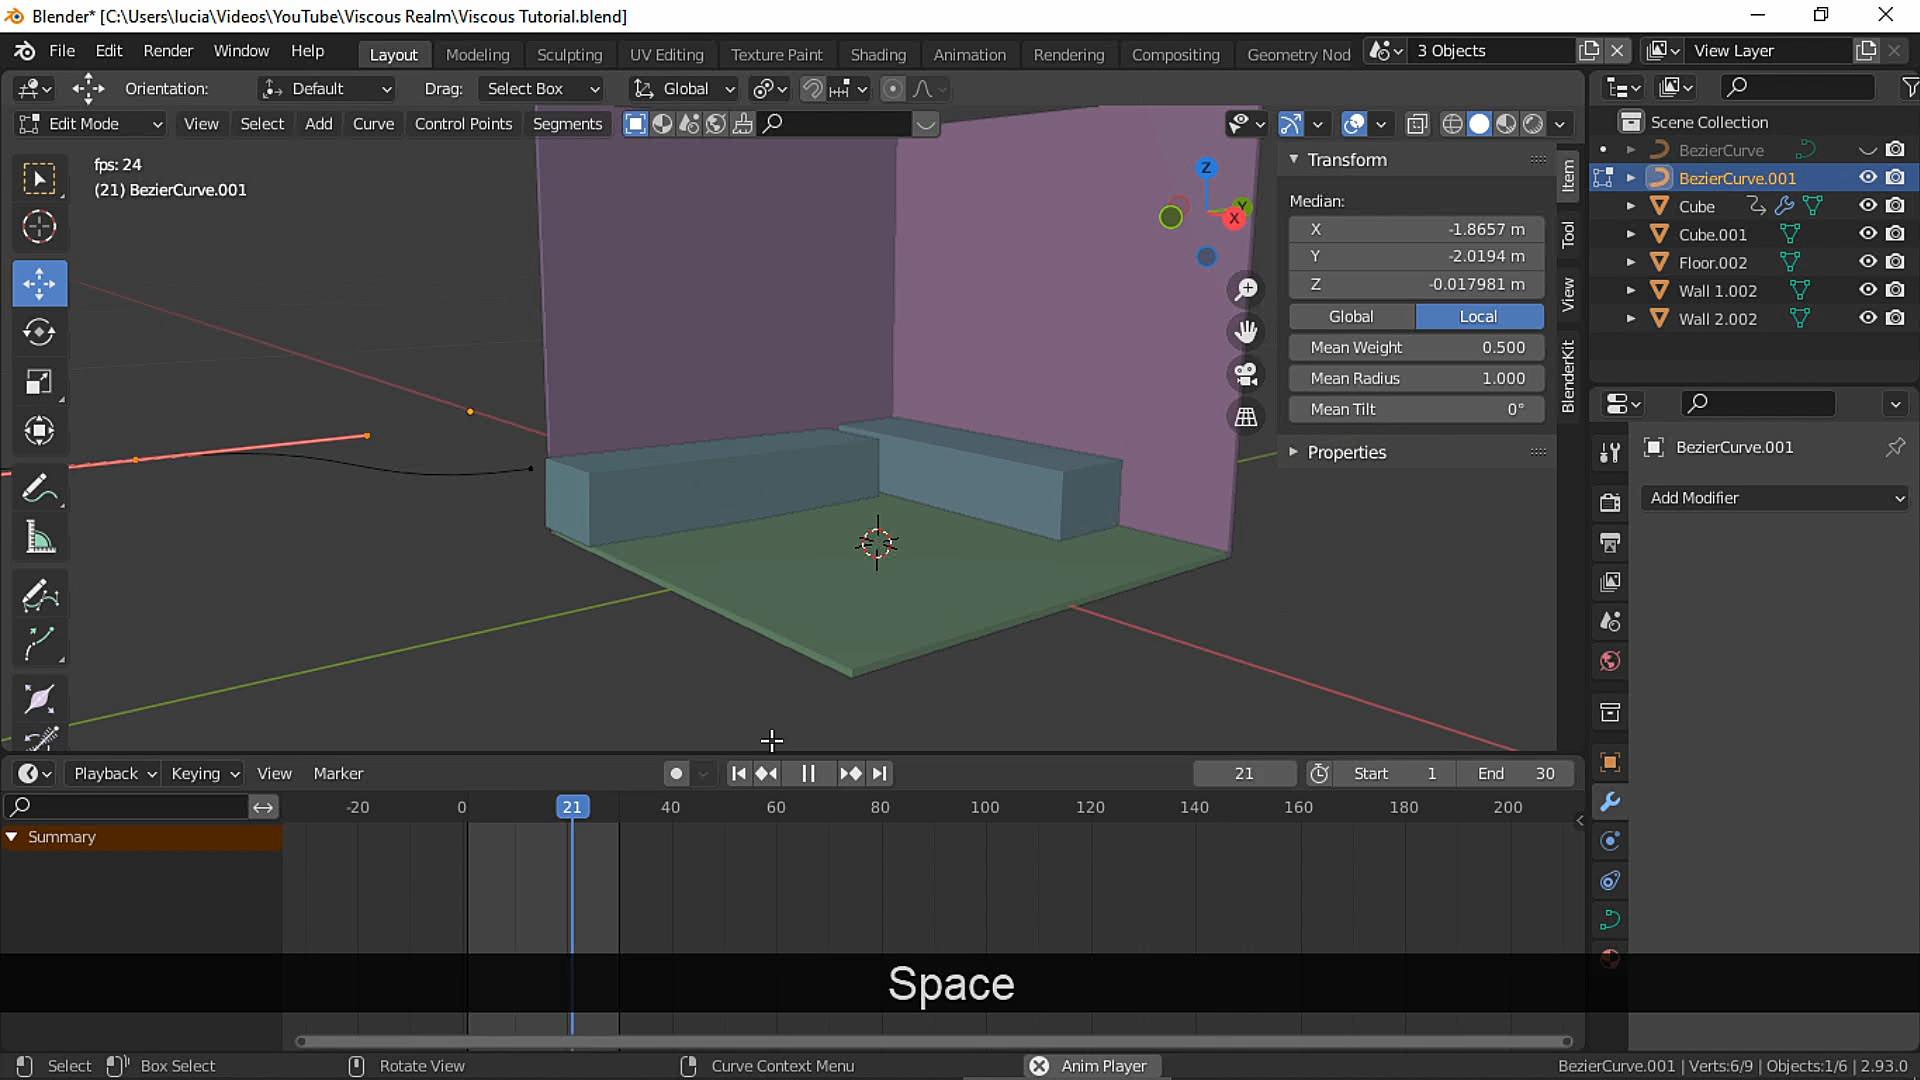 Blender* [C:\Users\lucia\Videos\YouTube\Viscous Realm\Viscous Tutorial.blend]
File Edit Render Window Help Layout Modeling Sculpting UV Editing Texture Paint Shading Animation Rendering Compositing Geometry Nod 3 Objects View Layer
Orientation: Default Drag: Select Box Global
Edit Mode View Select Add Curve Control Points Segments
fps: 24
(21) BezierCurve.001
Z
Y
X
Transform
Median:
X -1.8657 m
Y -2.0194 m
Z -0.017981 m
Global Local
Mean Weight 0.500
Mean Radius 1.000
Mean Tilt 0°
Properties
Item
Tool
View
BlenderKit
Scene Collection
BezierCurve
BezierCurve.001
Cube
Cube.001
Floor.002
Wall 1.002
Wall 2.002
BezierCurve.001
Add Modifier
Playback Keying View Marker 21 Start 1 End 30
-20 0 21 40 60 80 100 120 140 160 180 200
Summary
Space
Select Box Select Rotate View Curve Context Menu Anim Player BezierCurve.001 | Verts:6/9 | Objects:1/6 | 2.93.0